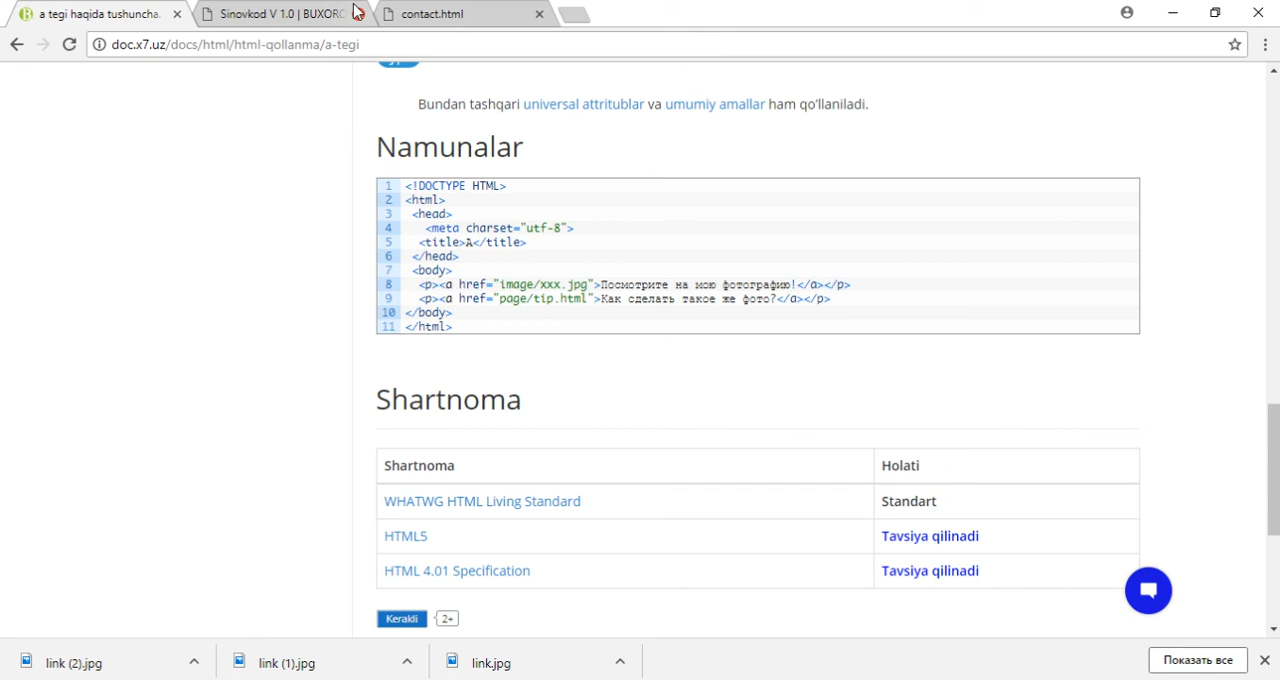 a tegi haqida tushuncha.
Sinovkod V 1.0 | BUXORO
contact.html
doc.x7.uz/docs/html/html-qollanma/a-tegi
Bundan tashqari universal attritublar va umumiy amallar ham qo'llaniladi.
Namunalar
1 <!DOCTYPE HTML>
2 <html>
3 <head>
4 <meta charset="utf-8">
5 <title>A</title>
6 </head>
7 <body>
8 <p><a href="image/xxx.jpg">Посмотрите на мою фотографию!</a></p>
9 <p><a href="page/tip.html">Как сделать такое же фото?</a></p>
10 </body>
11 </html>
Shartnoma
Shartnoma Holati
WHATWG HTML Living Standard Standart
HTML5 Tavsiya qilinadi
HTML 4.01 Specification Tavsiya qilinadi
Kerakli 2+
link (2).jpg
link (1).jpg
link.jpg
Показать все